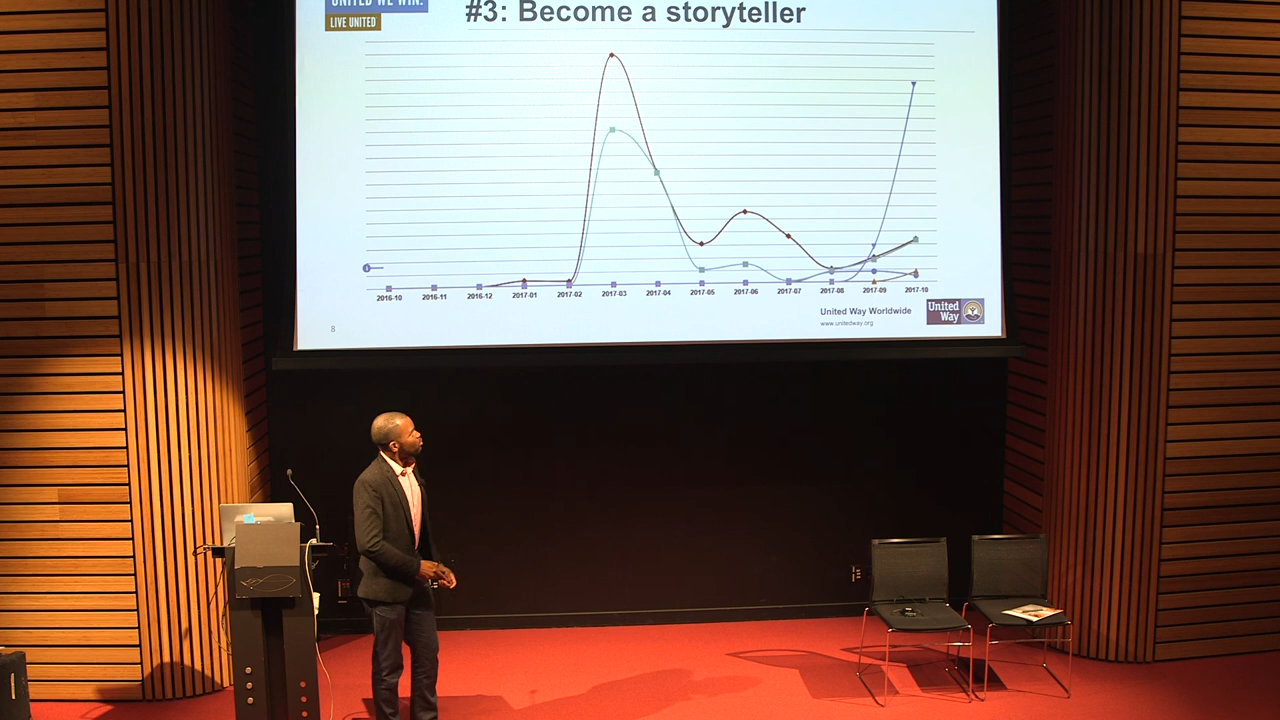 UNITED WE WIN.
LIVE UNITED
#3: Become a storyteller
2016-10 2016-11 2016-12 2017-01 2017-02 2017-03 2017-04 2017-05 2017-06 2017-07 2017-08 2017-09 2017-10
United Way Worldwide
www.unitedway.org
United
Way
8